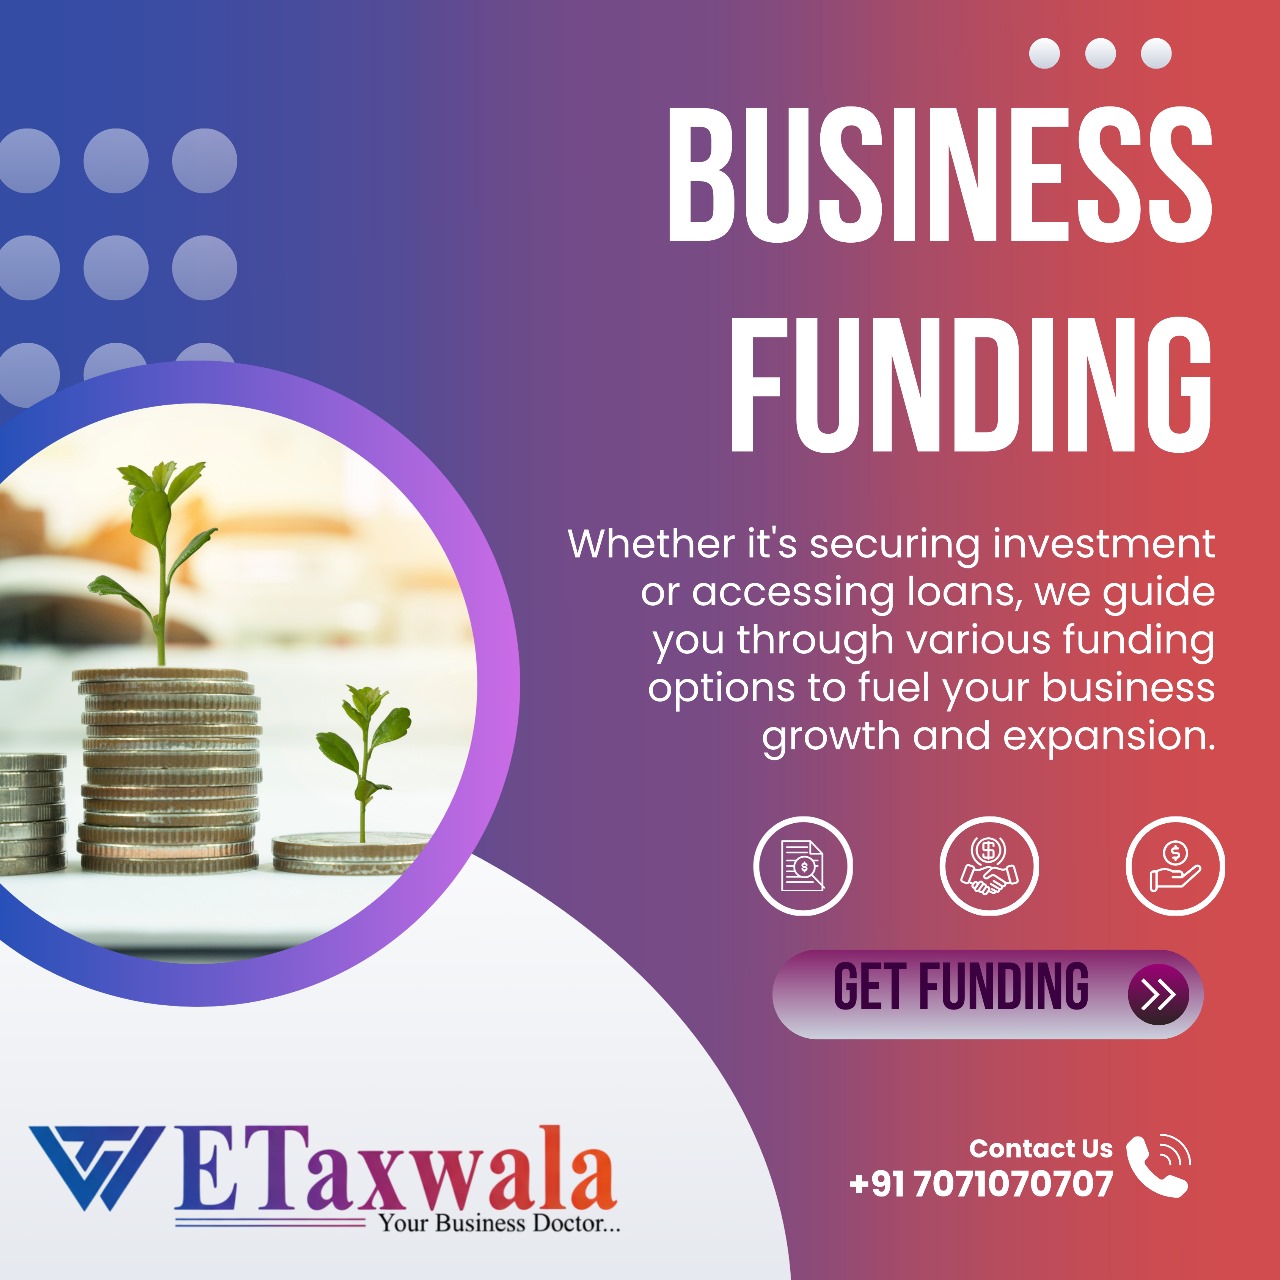 BUSINESS
FUNDING
Whether it's securing investment
or accessing loans, we guide
you through various funding
options to fuel your business
growth and expansion.
GET FUNDING
Contact Us
+91 7071070707
ETaxwala
Your Business Doctor...